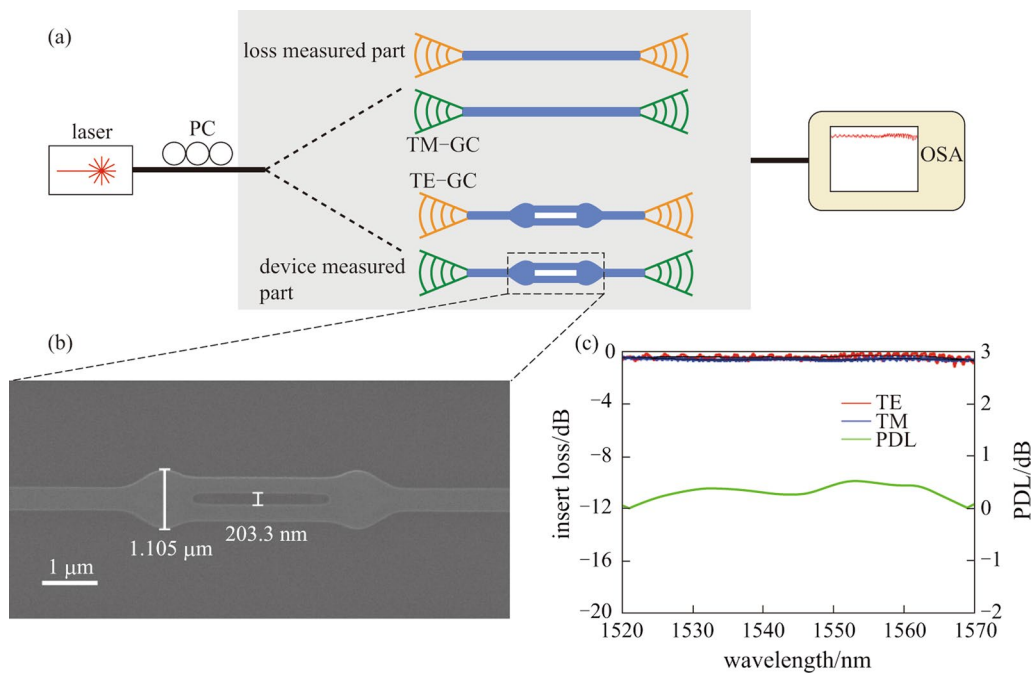 (a)
loss measured part
laser
PC
TM−GC
TE−GC
OSA
device measured
part
(b)
1.105 μm
203.3 nm
1 μm
(c)
0
−4
−8
−12
−16
−20
insert loss/dB
TE
TM
PDL
3
2
1
0
−1
−2
PDL/dB
1520
1530
1540
1550
1560
1570
wavelength/nm